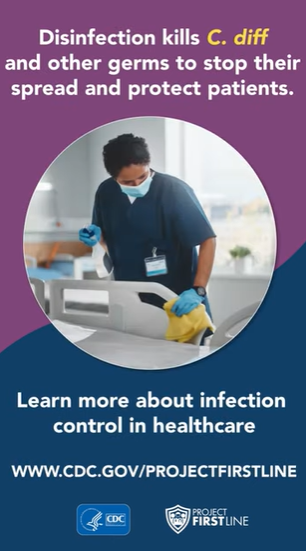 Disinfection kills C. diff
and other germs to stop their
spread and protect patients.
Learn more about infection
control in healthcare
WWW.CDC.GOV/PROJECTFIRSTLINE
CDC
PROJECT
FIRSTLINE